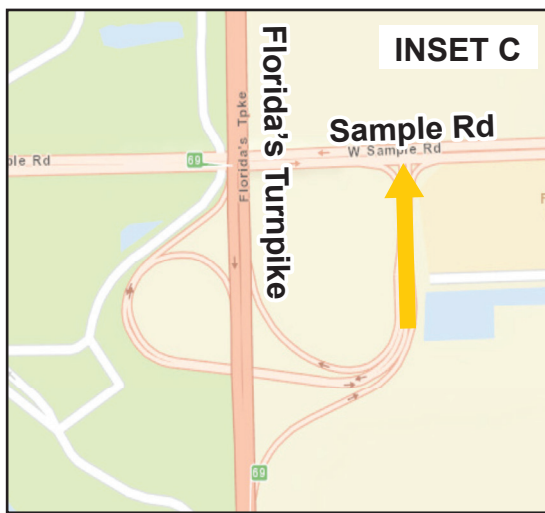 INSET C
Florida's Turnpike
Florida's Tpke
Sample Rd
W Sample Rd
ple Rd
69
69
F